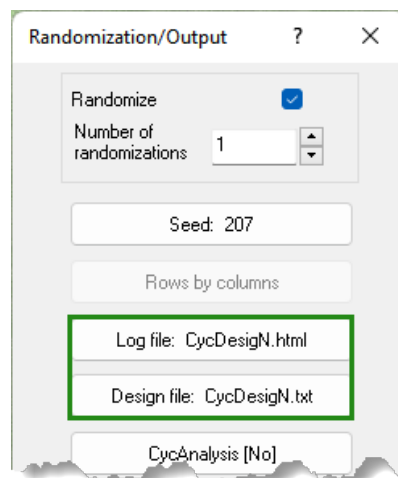 Randomization/Output ? ×
Randomize
Number of
randomizations
1
Seed: 207
Rows by columns
Log file: CycDesigN.html
Design file: CycDesigN.txt
CycAnalysis [No]